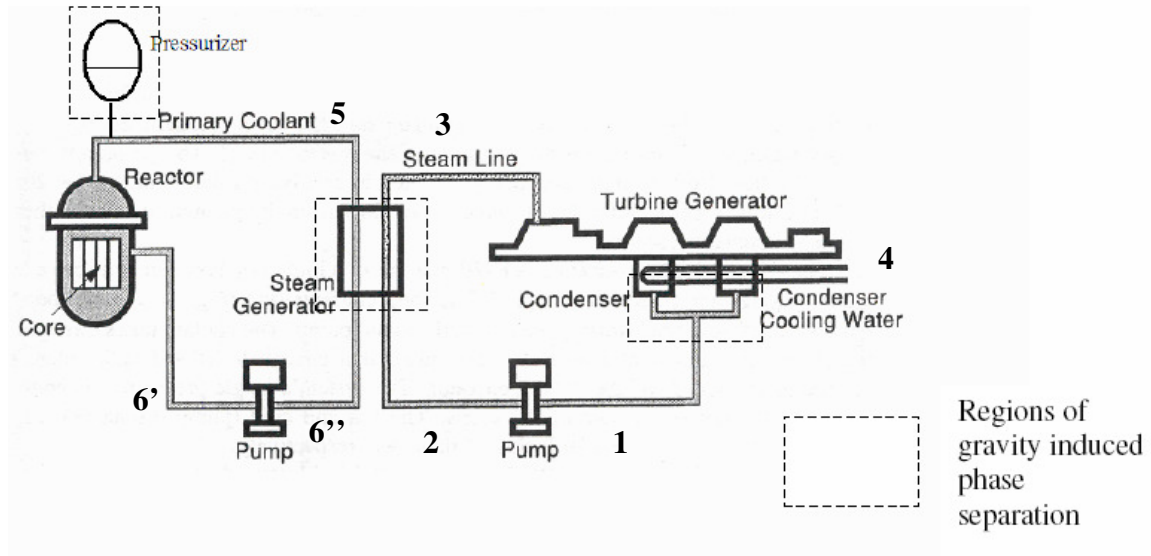 Pressurizer
Primary Coolant
5
3
Steam Line
Reactor
Turbine Generator
4
Steam
Generator
Condenser
Condenser
Cooling Water
Core
6’
6’’
2
1
Pump
Pump
Regions of
gravity induced
phase
separation